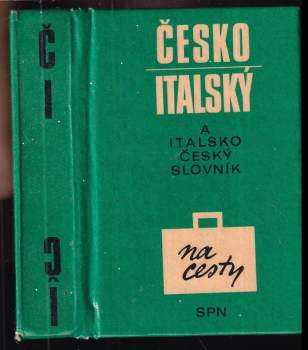 Č
I
I
Č
ČESKO
ITALSKÝ
A
ITALSKO
ČESKÝ
SLOVNÍK
na
cesty
SPN